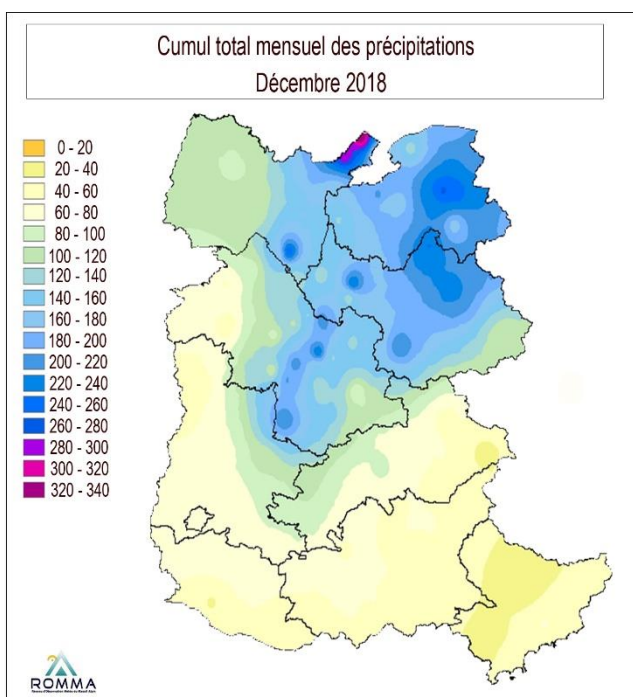 Cumul total mensuel des précipitations
Décembre 2018
0 - 20
20 - 40
40 - 60
60 - 80
80 - 100
100 - 120
120 - 140
140 - 160
160 - 180
180 - 200
200 - 220
220 - 240
240 - 260
260 - 280
280 - 300
300 - 320
320 - 340
ROMMA